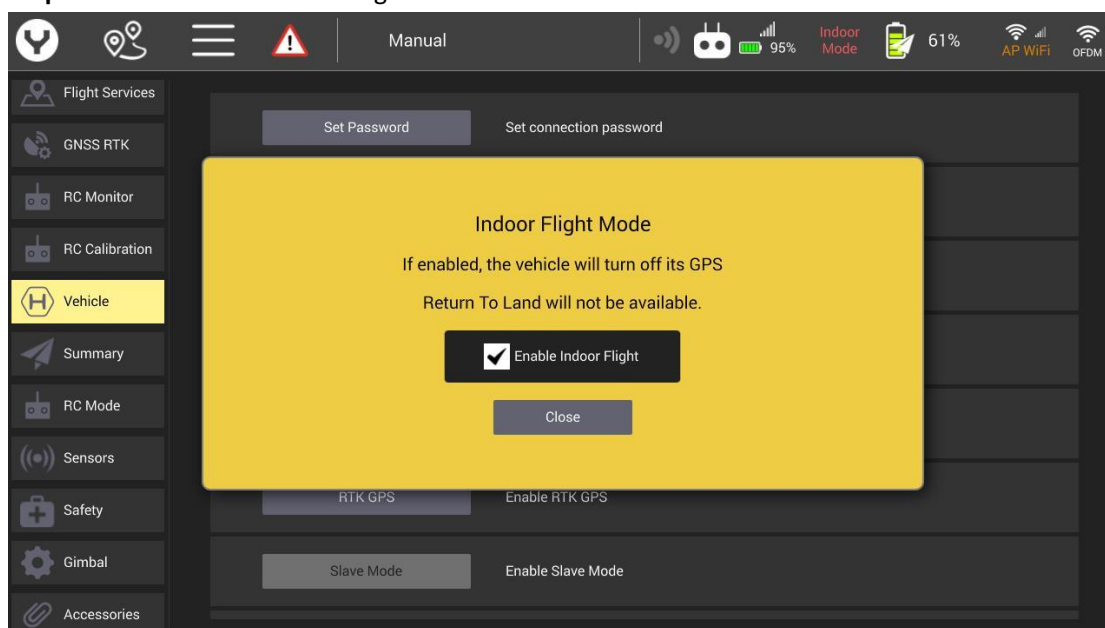 Manual
95%
Indoor
Mode
61%
AP WiFi
OFDM
Flight Services
GNSS RTK
RC Monitor
RC Calibration
H
Vehicle
Summary
RC Mode
Sensors
Safety
Gimbal
Accessories
Set Password
Set connection password
Indoor Flight Mode
If enabled, the vehicle will turn off its GPS
Return To Land will not be available.
Enable Indoor Flight
Close
RTK GPS
Enable RTK GPS
Slave Mode
Enable Slave Mode